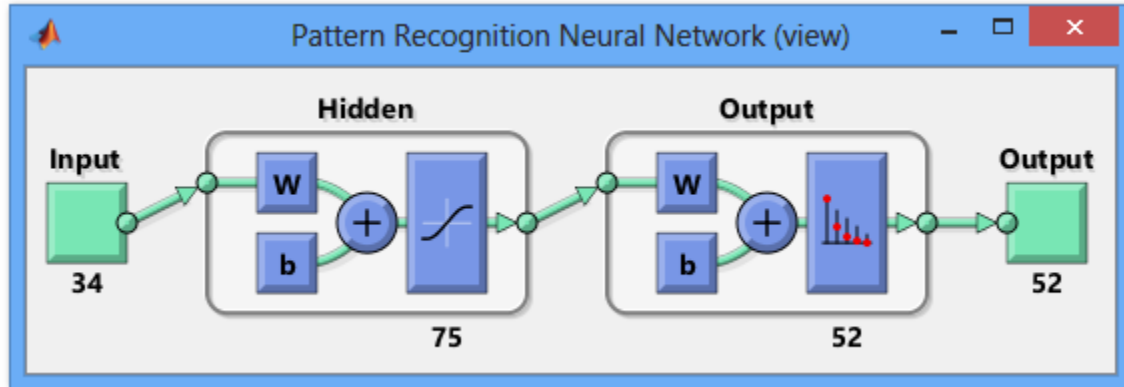 Pattern Recognition Neural Network (view)
Hidden
Output
Input
Output
W
W
b
b
34
52
75
52